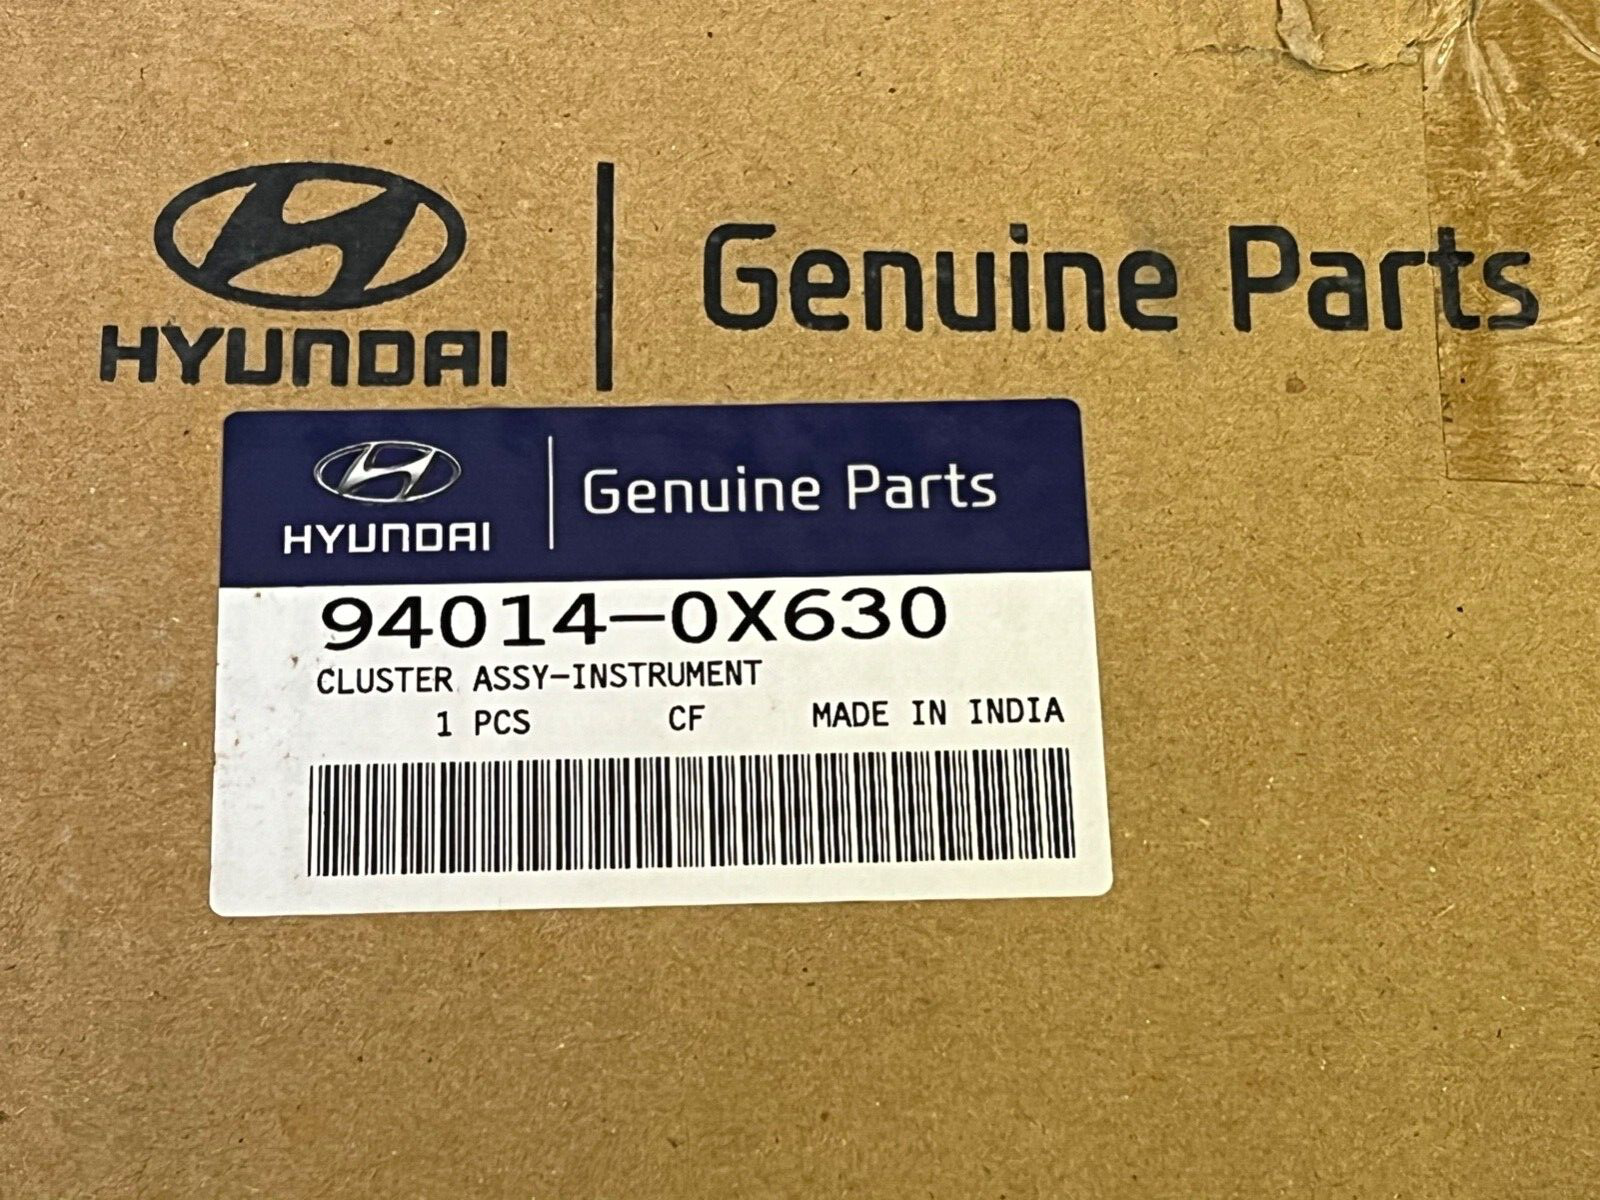 HYUNDAI
Genuine Parts
HYUNDAI
Genuine Parts
94014-0X630
CLUSTER ASSY-INSTRUMENT
1 PCS CF MADE IN INDIA